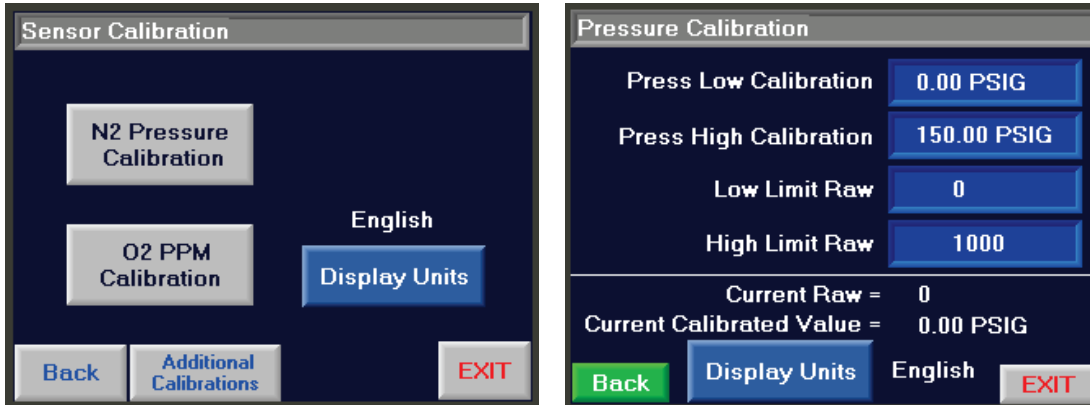 Sensor Calibration
N2 Pressure
Calibration
O2 PPM
Calibration
English
Display Units
Back
Additional
Calibrations
EXIT
Pressure Calibration
Press Low Calibration 0.00 PSIG
Press High Calibration 150.00 PSIG
Low Limit Raw 0
High Limit Raw 1000
Current Raw = 0
Current Calibrated Value = 0.00 PSIG
Back
Display Units
English
EXIT